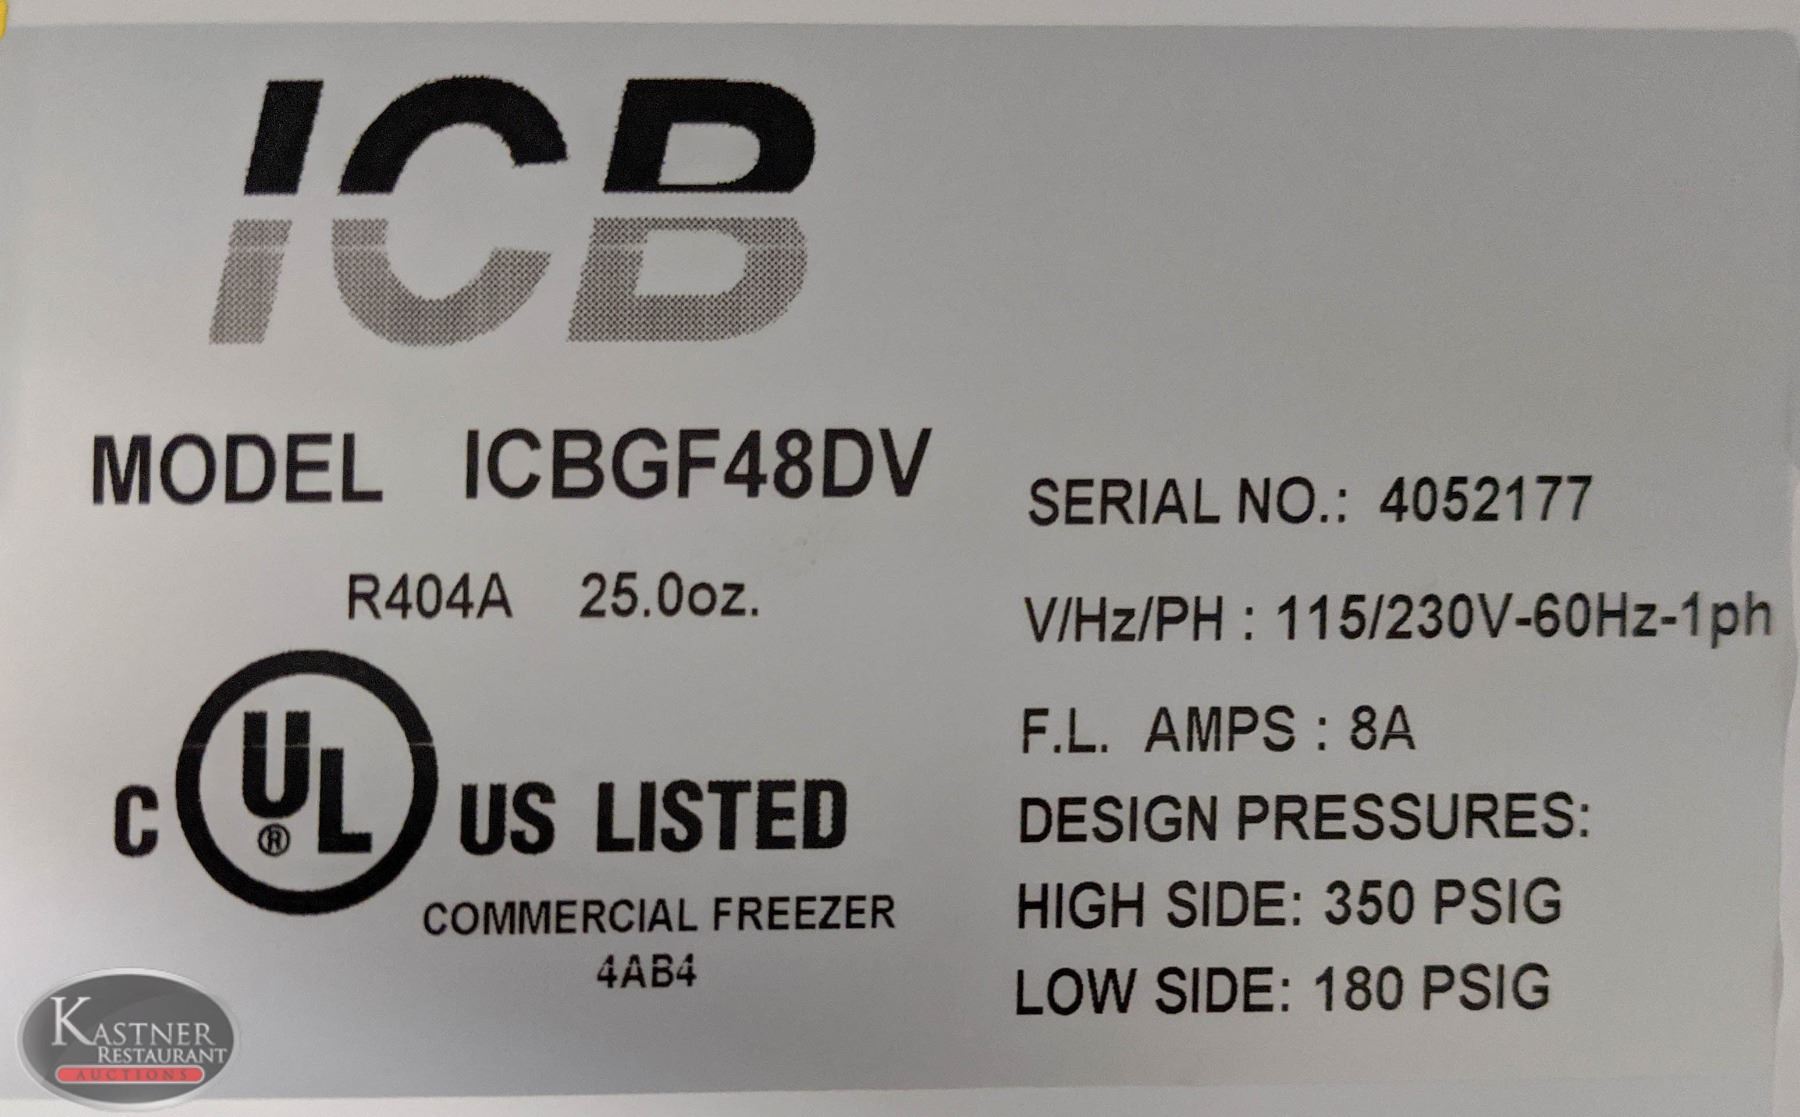 ICB
MODEL ICBGF48DV
R404A 25.0oz.
C UL ® US LISTED
COMMERCIAL FREEZER
4AB4
SERIAL NO.: 4052177
V/Hz/PH : 115/230V-60Hz-1ph
F.L. AMPS : 8A
DESIGN PRESSURES:
HIGH SIDE: 350 PSIG
LOW SIDE: 180 PSIG
KASTNER
RESTAURANT
AUCTIONS